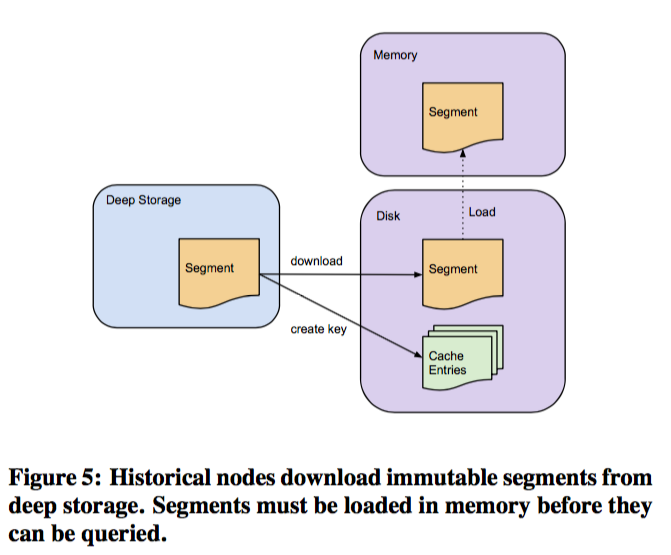 Memory
Segment
Deep Storage
Disk
Load
Segment
download
Segment
create key
Cache
Entries
Figure 5: Historical nodes download immutable segments from
deep storage. Segments must be loaded in memory before they
can be queried.